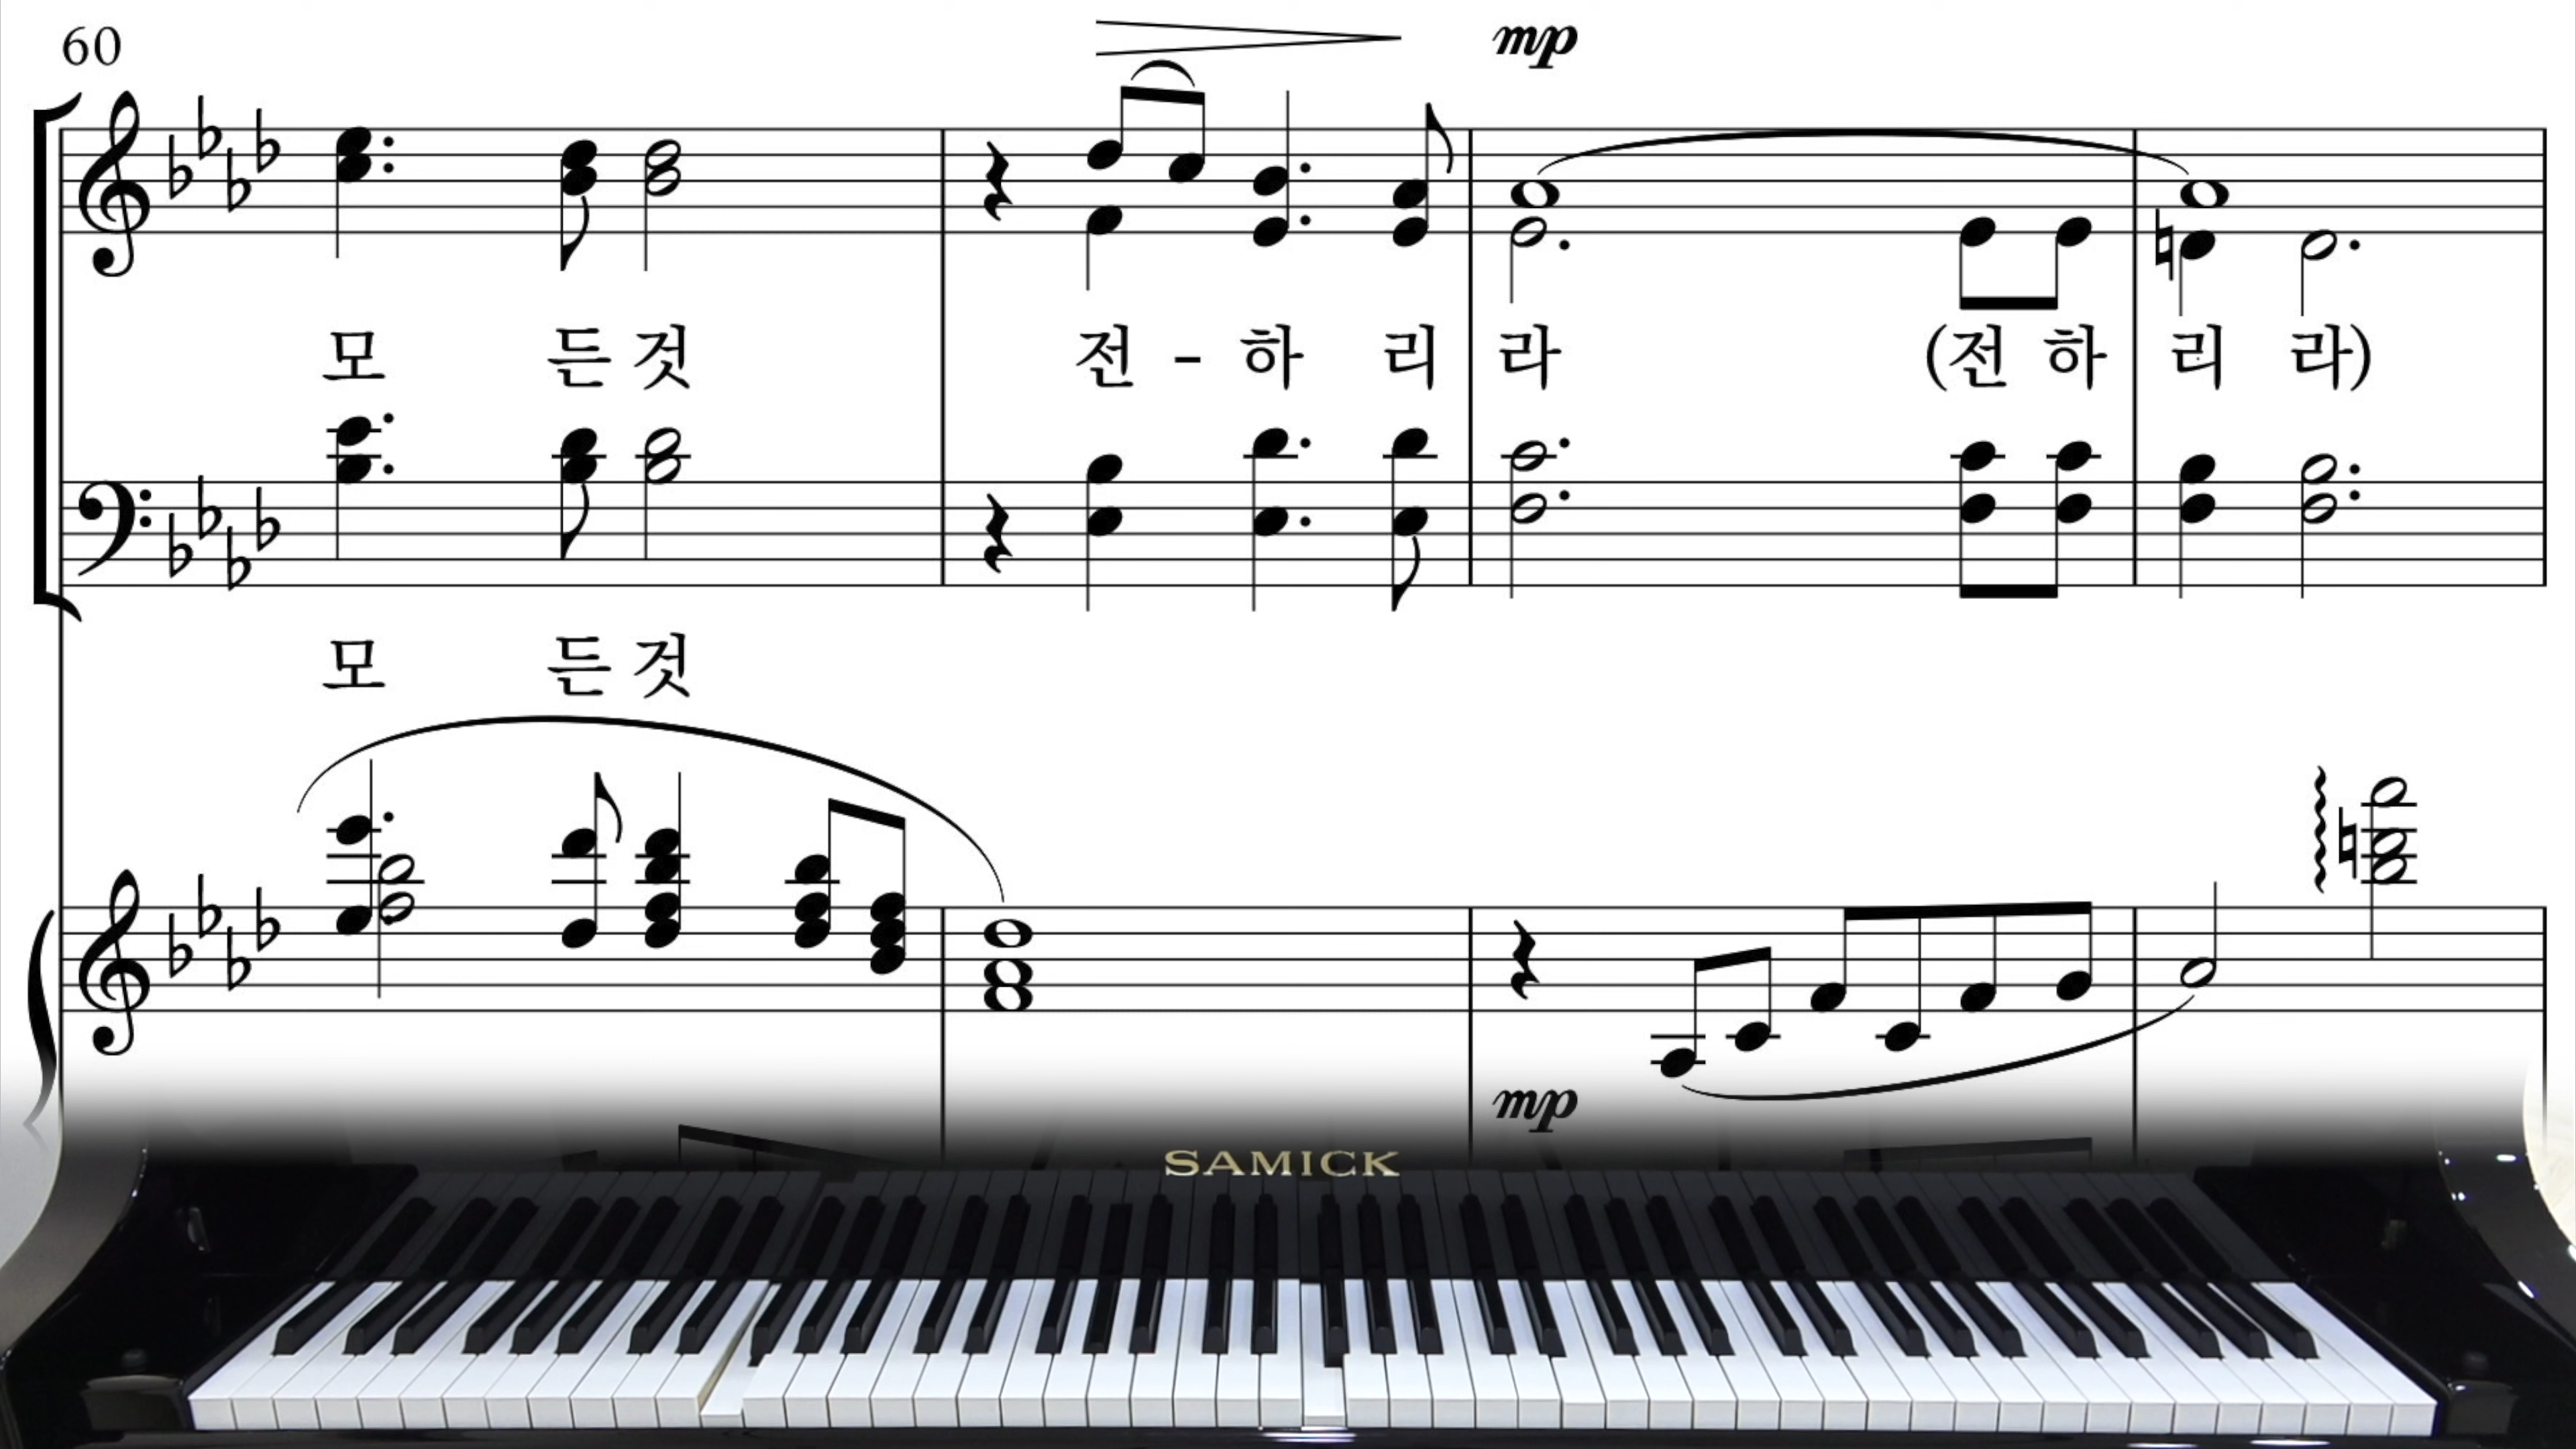 60
mp
모 든 것 전 - 하 리 라 (전 하 리 라)
모 든 것
mp
SAMICK